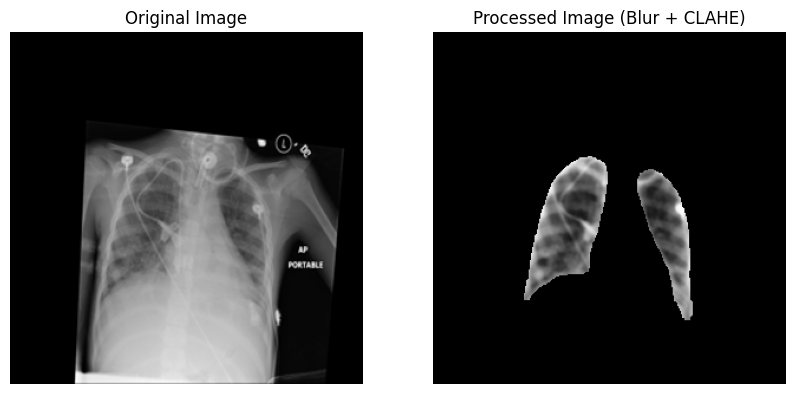 Original Image
Processed Image (Blur + CLAHE)
L
AP
PORTABLE